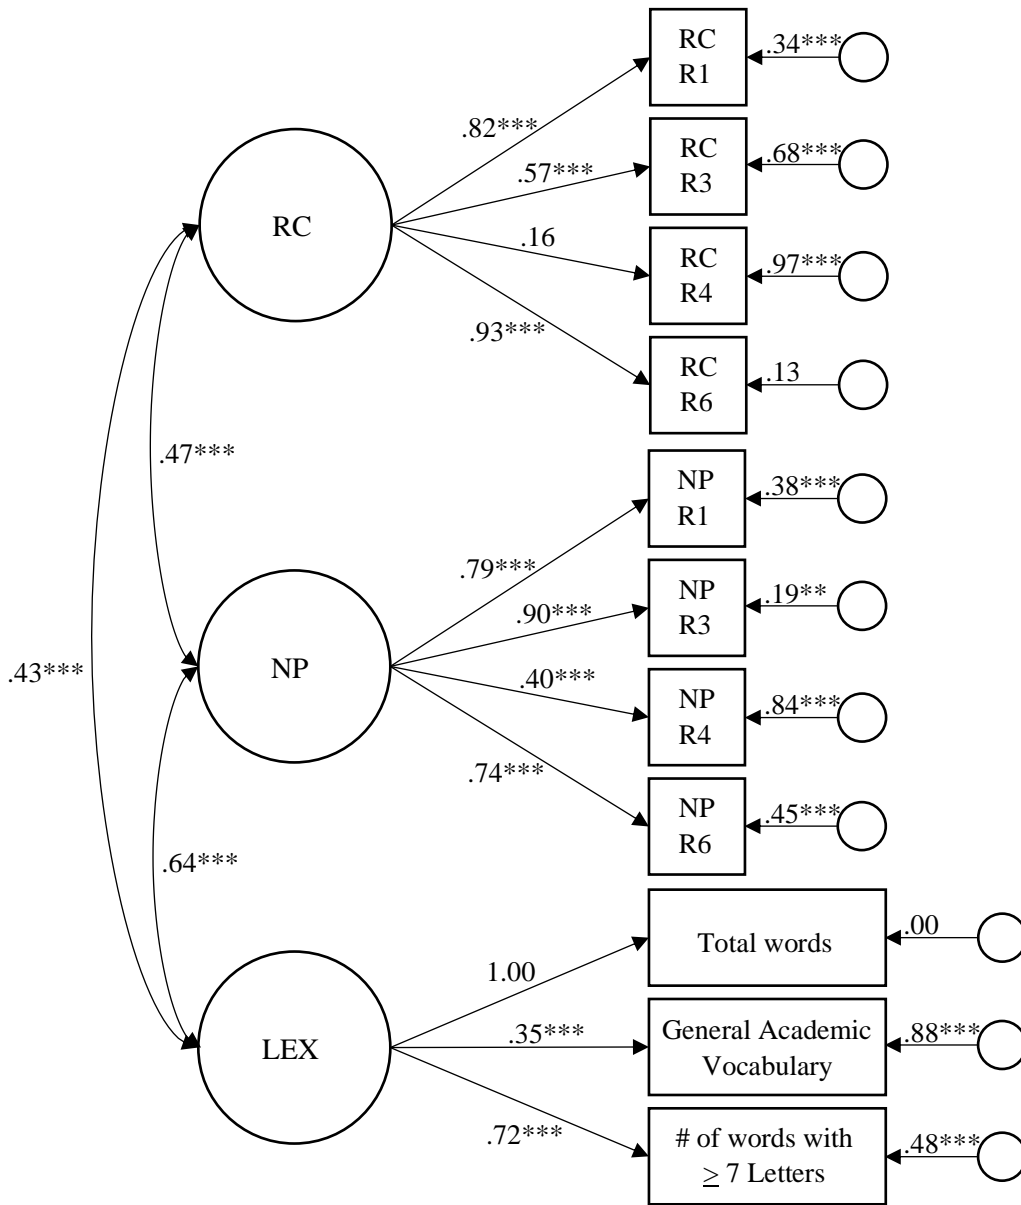 RC
R1
.34***
.82***
RC
R3
.68***
.57***
RC
RC
R4
.97***
.16
.93***
RC
R6
.13
.47***
NP
R1
.38***
.79***
NP
R3
.19**
.90***
NP
.43***
.40***
NP
R4
.84***
.74***
NP
R6
.45***
.64***
Total words
.00
1.00
LEX
.35***
General Academic
Vocabulary
.88***
.72***
# of words with
≥ 7 Letters
.48***